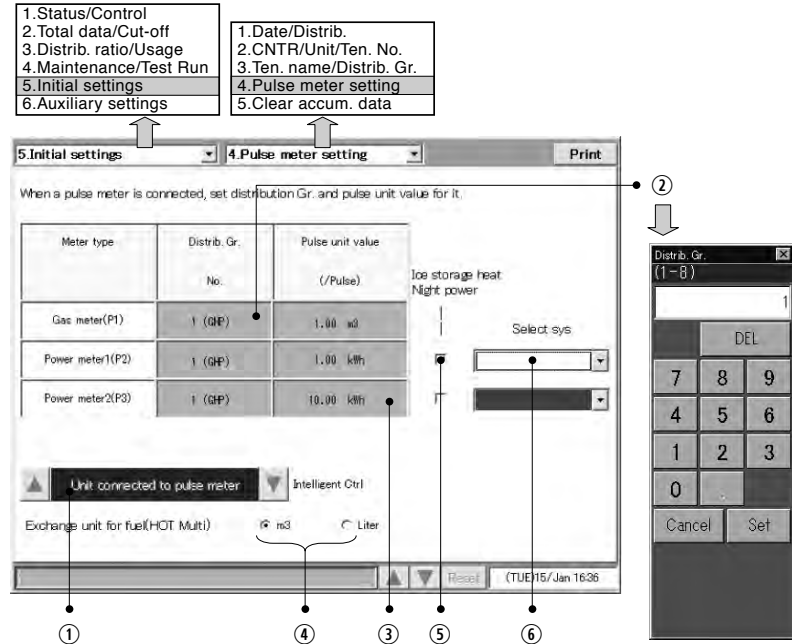 1.Status/Control
2.Total data/Cut-off
3.Distrib. ratio/Usage
4.Maintenance/Test Run
5.Initial settings
6.Auxiliary settings
1.Date/Distrib.
2.CNTR/Unit/Ten. No.
3.Ten. name/Distrib. Gr.
4.Pulse meter setting
5.Clear accum. data
5.Initial settings 4.Pulse meter setting Print
When a pulse meter is connected, set distribution Gr. and pulse unit value for it.
②
Meter type Distrib. Gr. No. Pulse unit value (/Pulse)
Ice storage heat
Night power
Gas meter(P1) 1 (GHP) 1.00 m3
Select sys
Power meter1(P2) 1 (GHP) 1.00 kWh
Power meter2(P3) 1 (GHP) 10.00 kWh
Unit connected to pulse meter Intelligent Ctrl
Exchange unit for fuel(HOT Multi) m3 Liter
Reset (TUE)15/Jan 16:36
① ④ ③ ⑤ ⑥
Distrib. Gr. X
(1-8)
1
DEL
7 8 9
4 5 6
1 2 3
0 .
Cancel Set